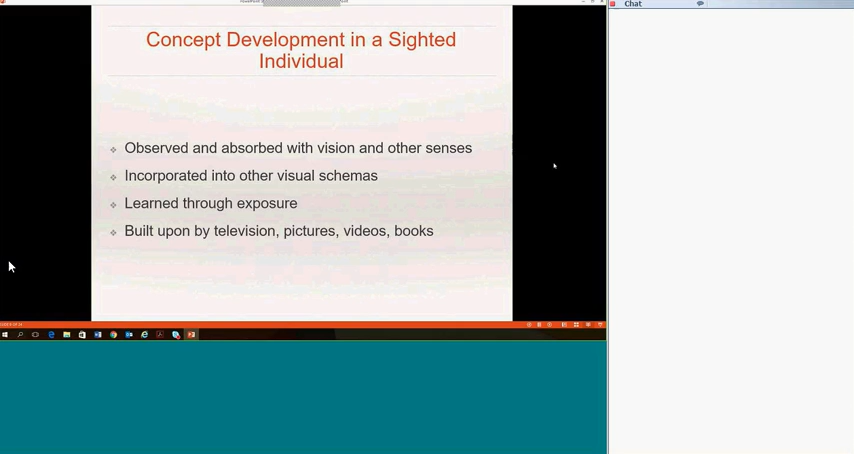 Chat
Concept Development in a Sighted
Individual
Observed and absorbed with vision and other senses
Incorporated into other visual schemas
Learned through exposure
Built upon by television, pictures, videos, books